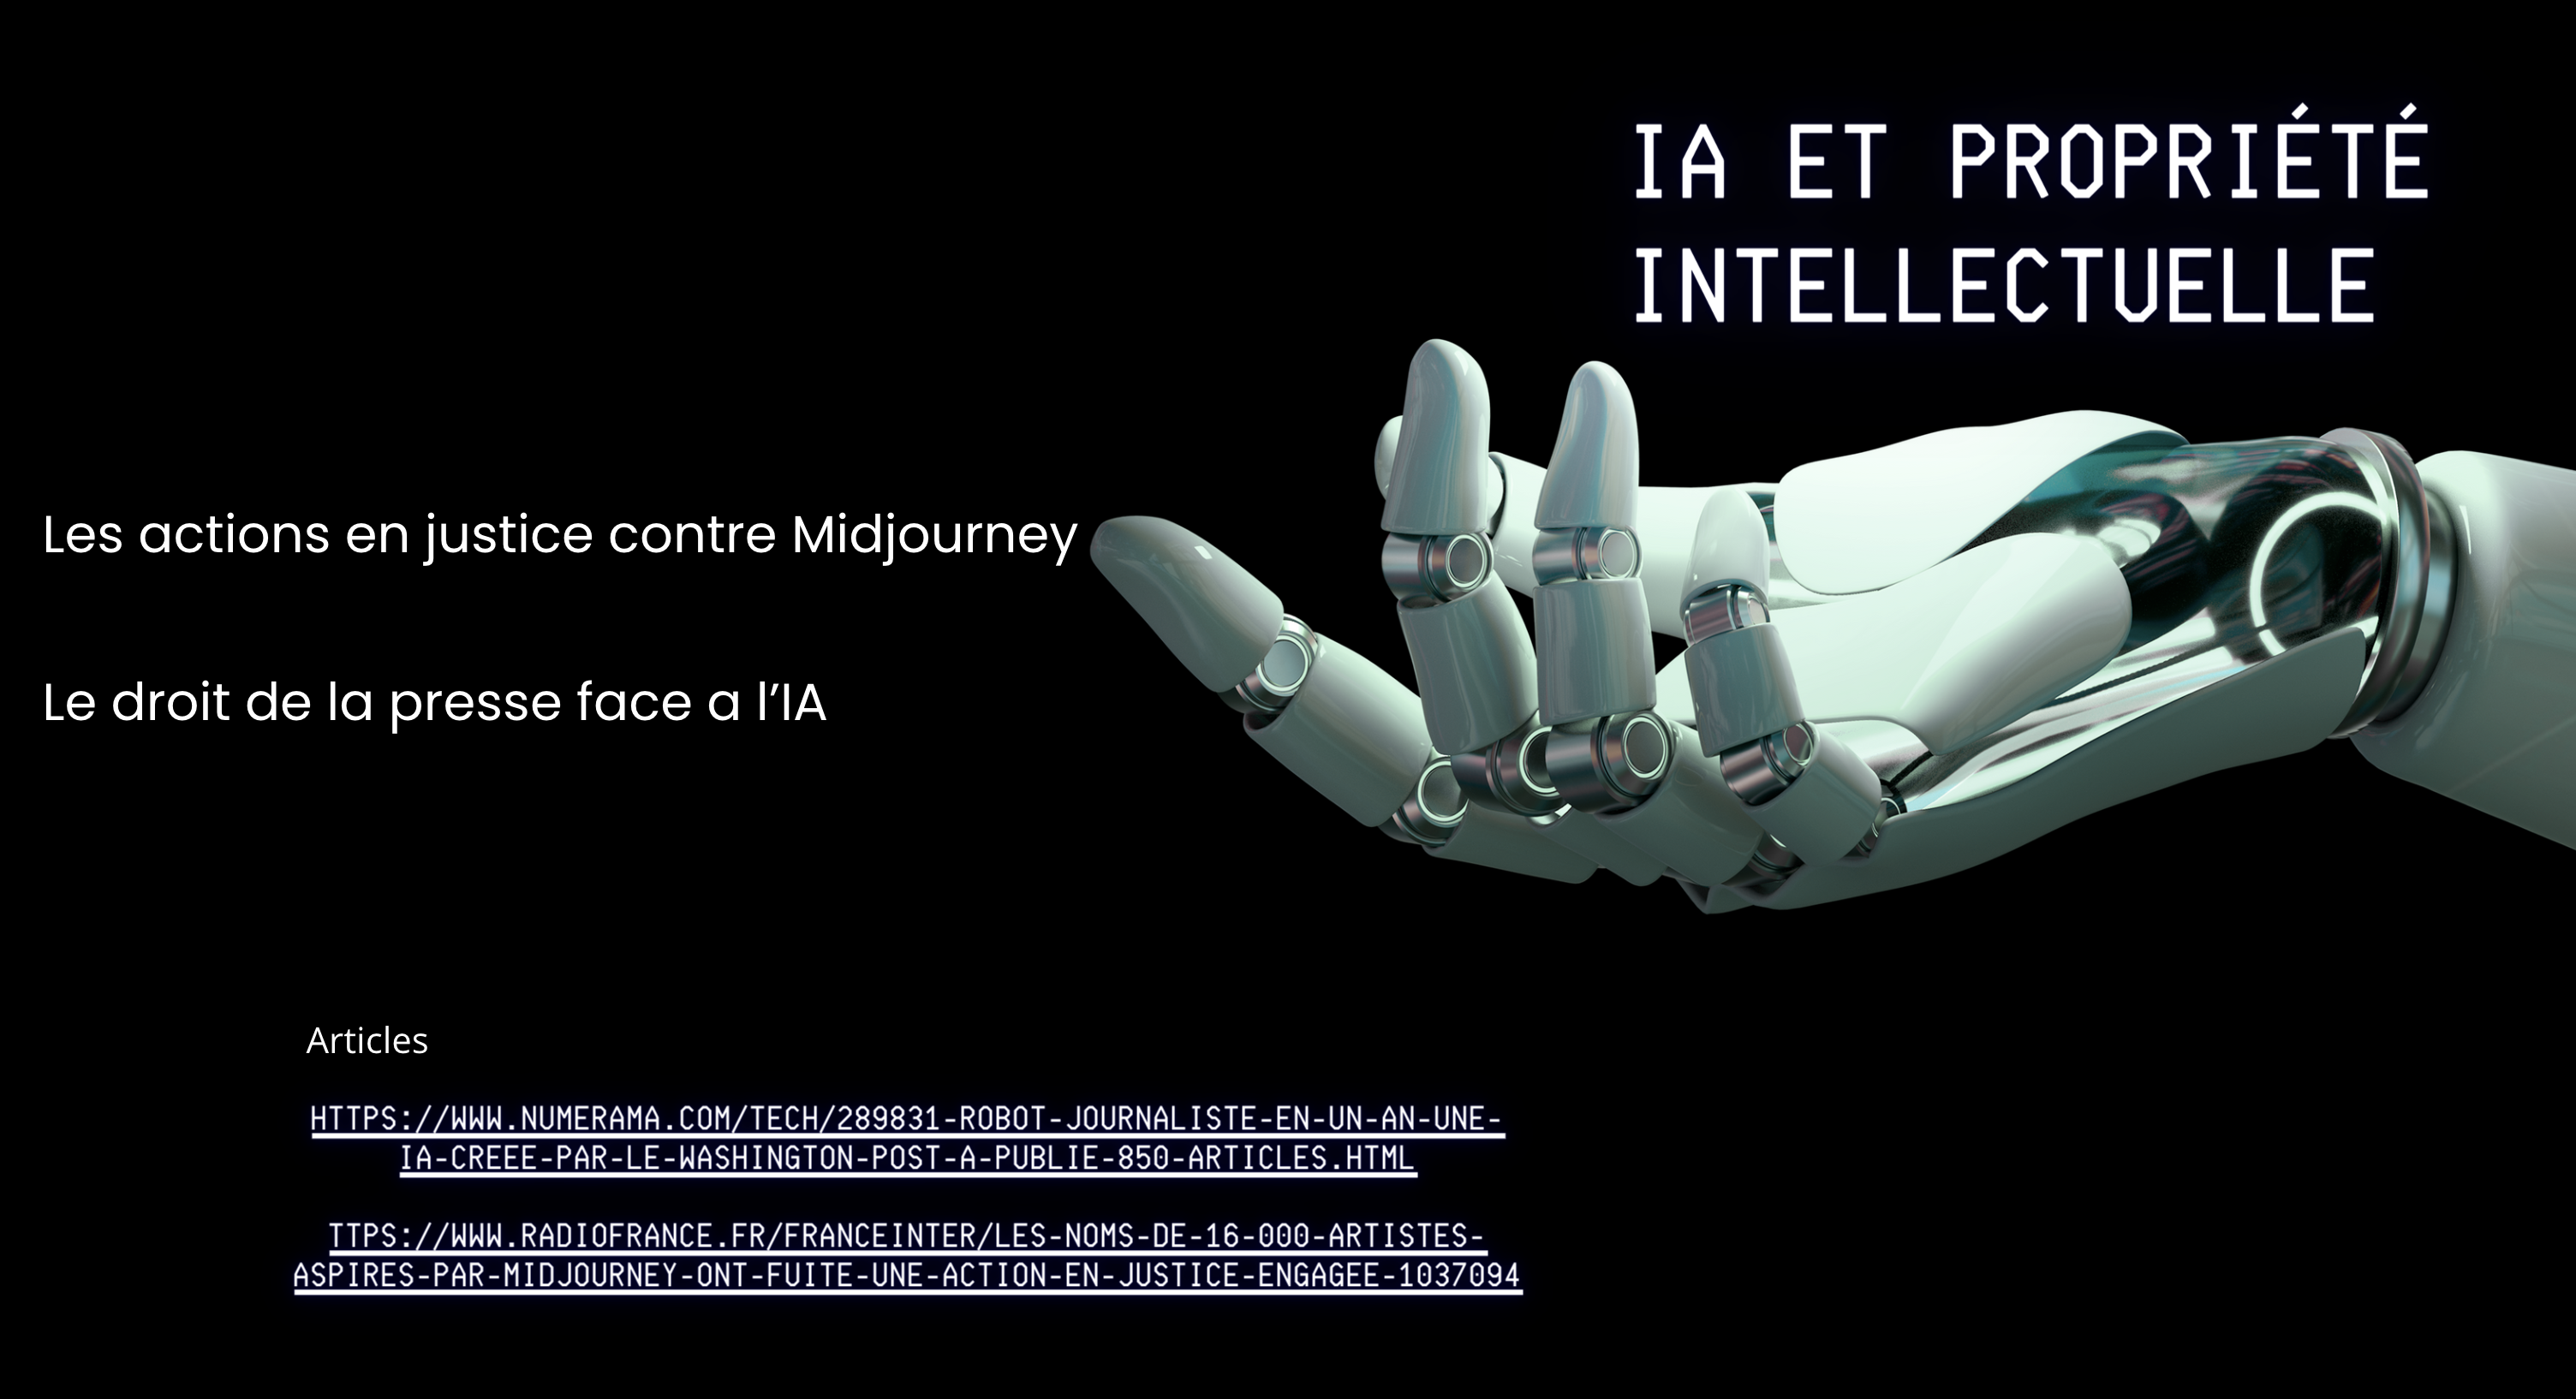 IA ET PROPRIÉTÉ
INTELLECTUELLE
Les actions en justice contre Midjourney
Le droit de la presse face a l’IA
Articles
HTTPS://WWW.NUMERAMA.COM/TECH/289831-ROBOT-JOURNALISTE-EN-UN-AN-UNE-
IA-CREEE-PAR-LE-WASHINGTON-POST-A-PUBLIE-850-ARTICLES.HTML
TTPS://WWW.RADIOFRANCE.FR/FRANCEINTER/LES-NOMS-DE-16-000-ARTISTES-
ASPIRES-PAR-MIDJOURNEY-ONT-FUITE-UNE-ACTION-EN-JUSTICE-ENGAGEE-1037094